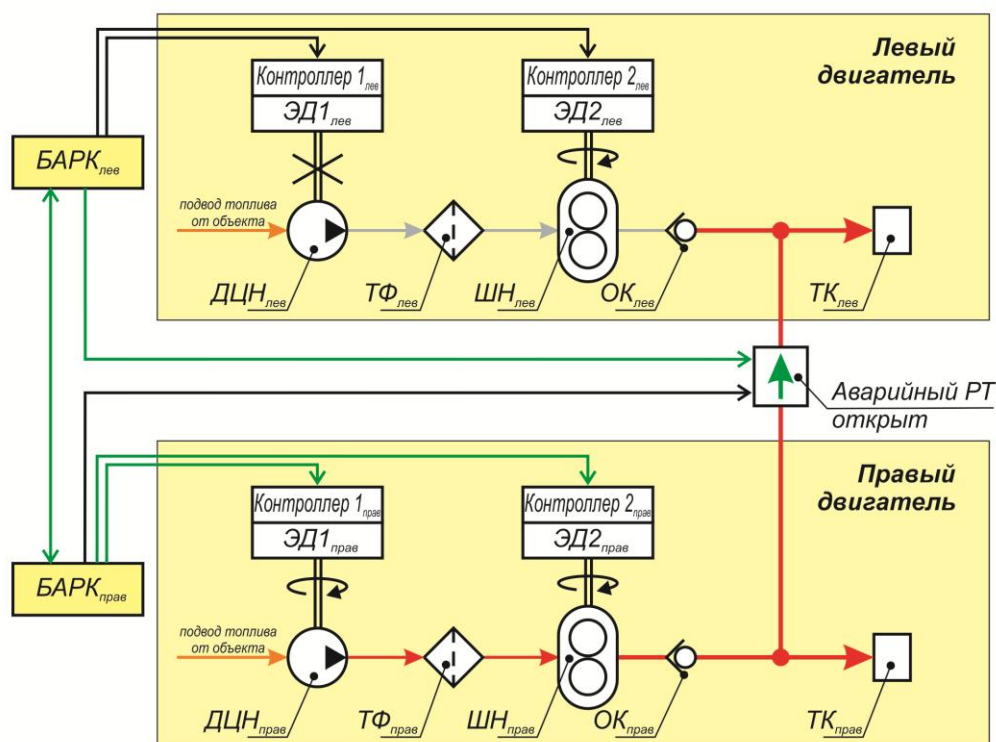 Левый
двигатель
Контроллер 1лев
ЭД1лев
Контроллер 2лев
ЭД2лев
БАРКлев
подвод топлива
от объекта
ДЦНлев
ТФлев
ШНлев
ОКлев
ТКлев
Аварийный РТ
открыт
Правый
двигатель
Контроллер 1прав
ЭД1прав
Контроллер 2прав
ЭД2прав
БАРКправ
подвод топлива
от объекта
ДЦНправ
ТФправ
ШНправ
ОКправ
ТКправ